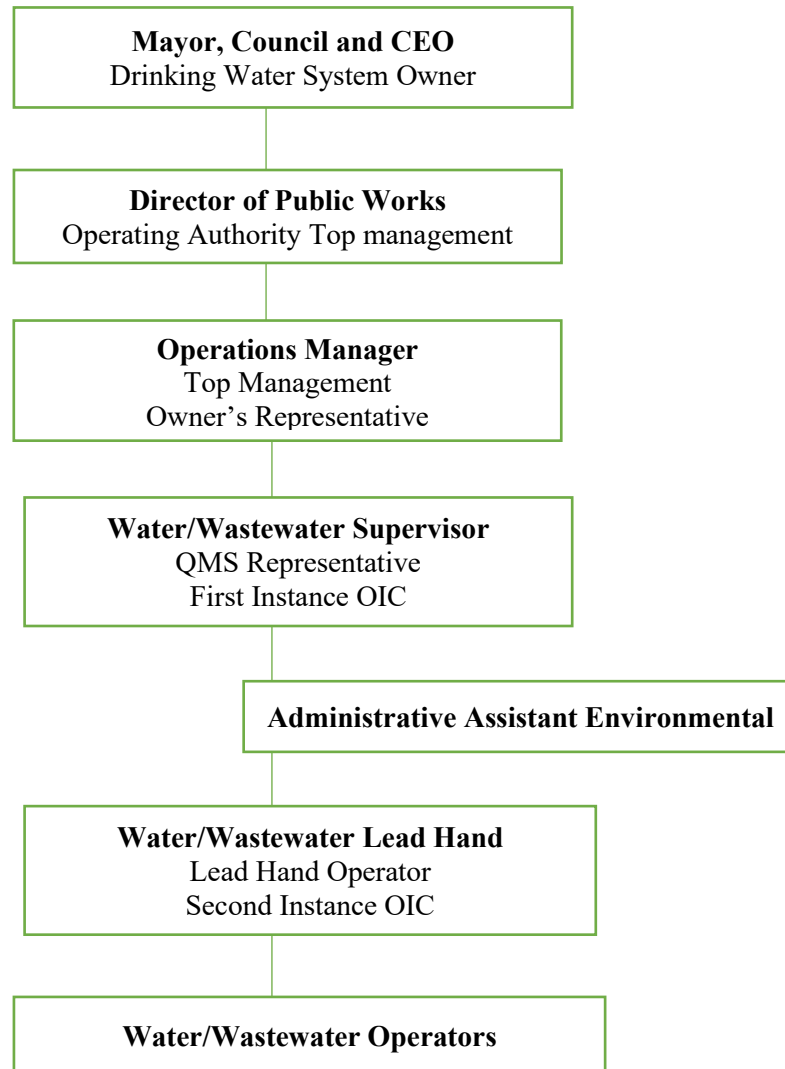 Mayor, Council and CEO
Drinking Water System Owner
Director of Public Works
Operating Authority Top management
Operations Manager
Top Management
Owner’s Representative
Water/Wastewater Supervisor
QMS Representative
First Instance OIC
Administrative Assistant Environmental
Water/Wastewater Lead Hand
Lead Hand Operator
Second Instance OIC
Water/Wastewater Operators